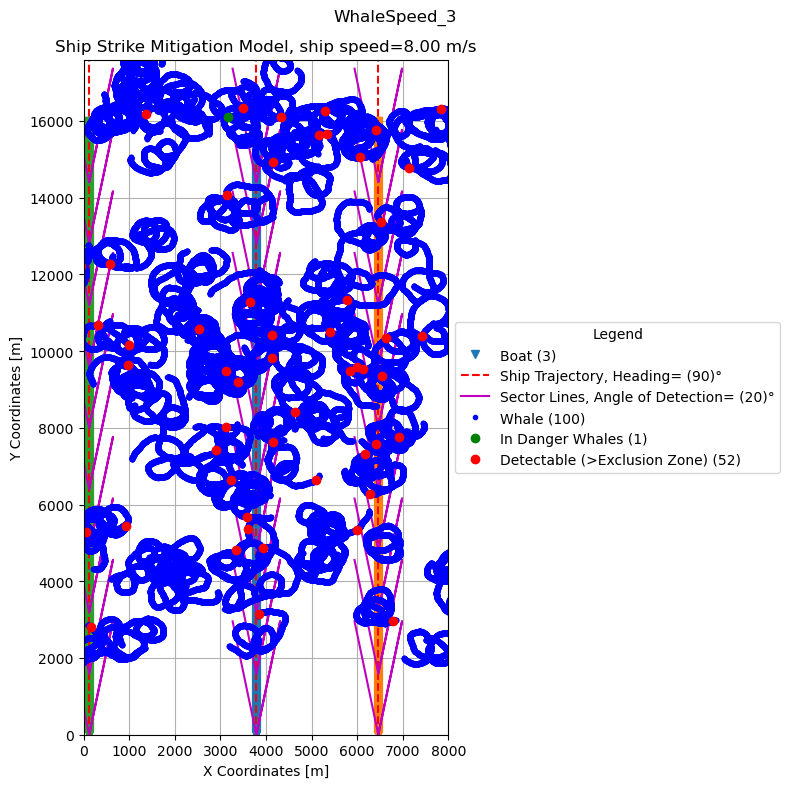 WhaleSpeed_3
Ship Strike Mitigation Model, ship speed=8.00 m/s
Y Coordinates [m]
16000
14000
12000
10000
8000
6000
4000
2000
0
0 1000 2000 3000 4000 5000 6000 7000 8000
X Coordinates [m]
Legend
Boat (3)
Ship Trajectory, Heading= (90)°
Sector Lines, Angle of Detection= (20)°
Whale (100)
In Danger Whales (1)
Detectable (>Exclusion Zone) (52)